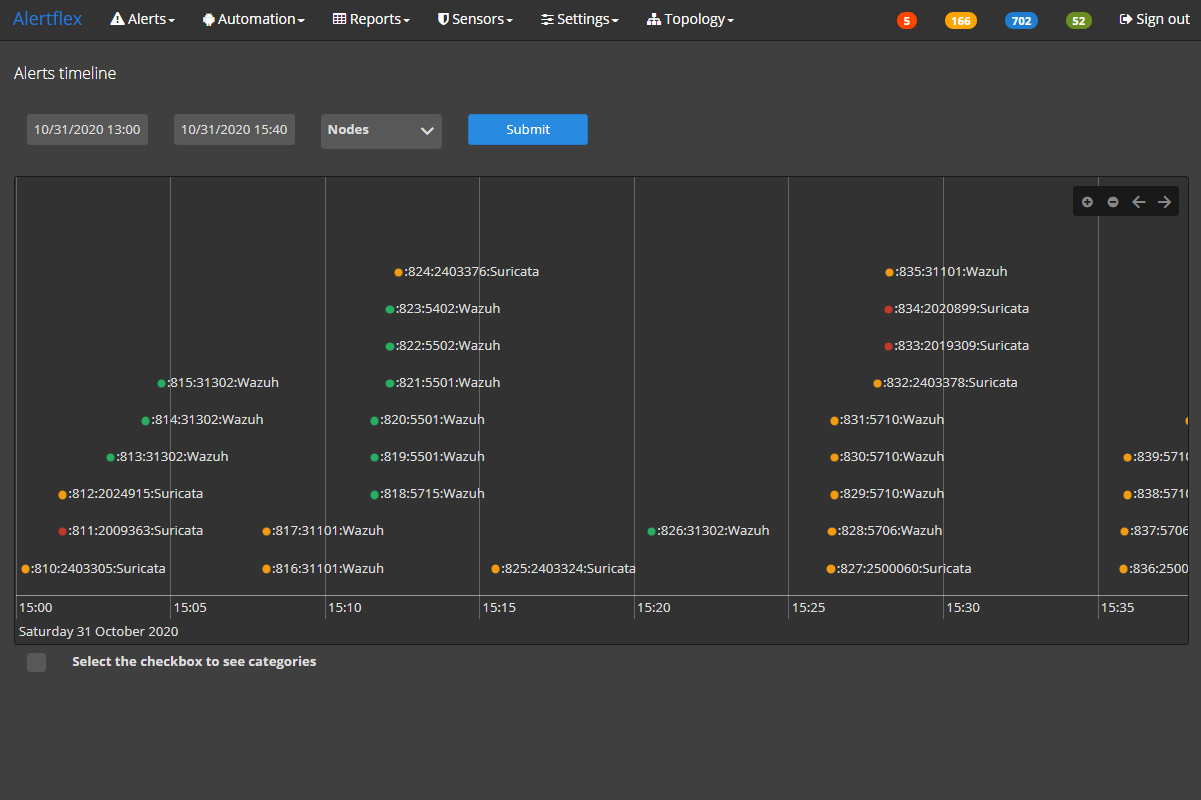 Alertflex Alerts Automation Reports Sensors Settings Topology 5 166 702 52 Sign out
Alerts timeline
10/31/2020 13:00 10/31/2020 15:40 Nodes Submit
:824:2403376:Suricata :835:31101:Wazuh
:823:5402:Wazuh :834:2020899:Suricata
:822:5502:Wazuh :833:2019309:Suricata
:815:31302:Wazuh :821:5501:Wazuh :832:2403378:Suricata
:814:31302:Wazuh :820:5501:Wazuh :831:5710:Wazuh
:813:31302:Wazuh :819:5501:Wazuh :830:5710:Wazuh :839:5710
:812:2024915:Suricata :818:5715:Wazuh :829:5710:Wazuh :838:5710
:811:2009363:Suricata :817:31101:Wazuh :826:31302:Wazuh :828:5706:Wazuh :837:5706
:810:2403305:Suricata :816:31101:Wazuh :825:2403324:Suricata :827:2500060:Suricata :836:2500
15:00 15:05 15:10 15:15 15:20 15:25 15:30 15:35
Saturday 31 October 2020
Select the checkbox to see categories